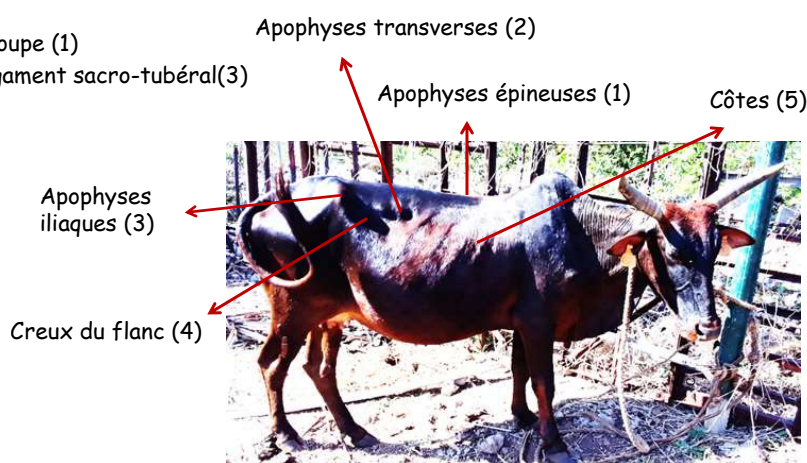 Apophyses transverses (2)
oupe (1)
gament sacro-tubéral(3)
Apophyses épineuses (1)
Côtes (5)
Apophyses
iliaques (3)
Creux du flanc (4)